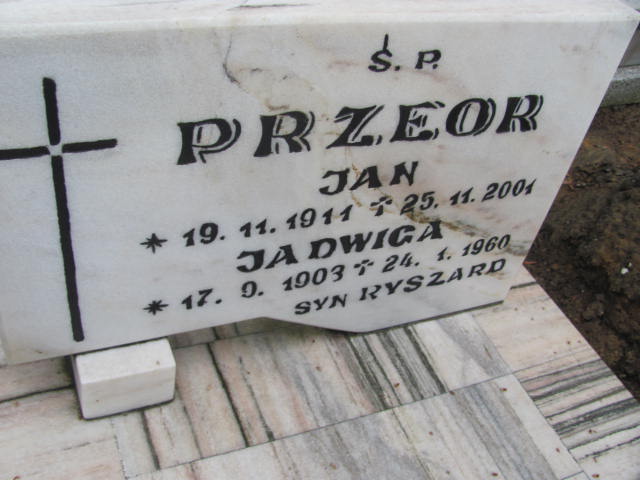 Ś. P.
PRZEOR
JAN
* 19. 11. 1911 ✝ 25. 11. 2001
JADWIGA
* 17. 9. 1903 ✝ 24. 1. 1960
SYN RYSZARD